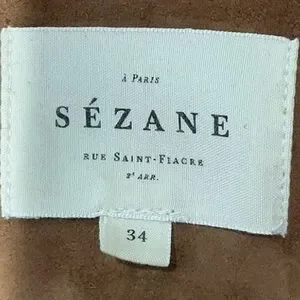 À PARIS
SÉZANE
RUE SAINT-FIACRE
2ᵉ ARR.
34